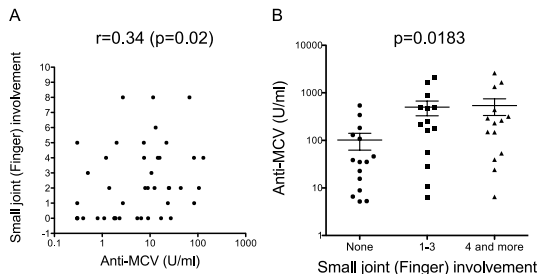 A
r=0.34 (p=0.02)
Small joint (Finger) involvement
10
9
8
7
6
5
4
3
2
1
0
0.1
1
10
100
1000
Anti-MCV (U/ml)
B
p=0.0183
Anti-MCV (U/ml)
10000
1000
100
10
1
None
1-3
4 and more
Small joint (Finger) involvement